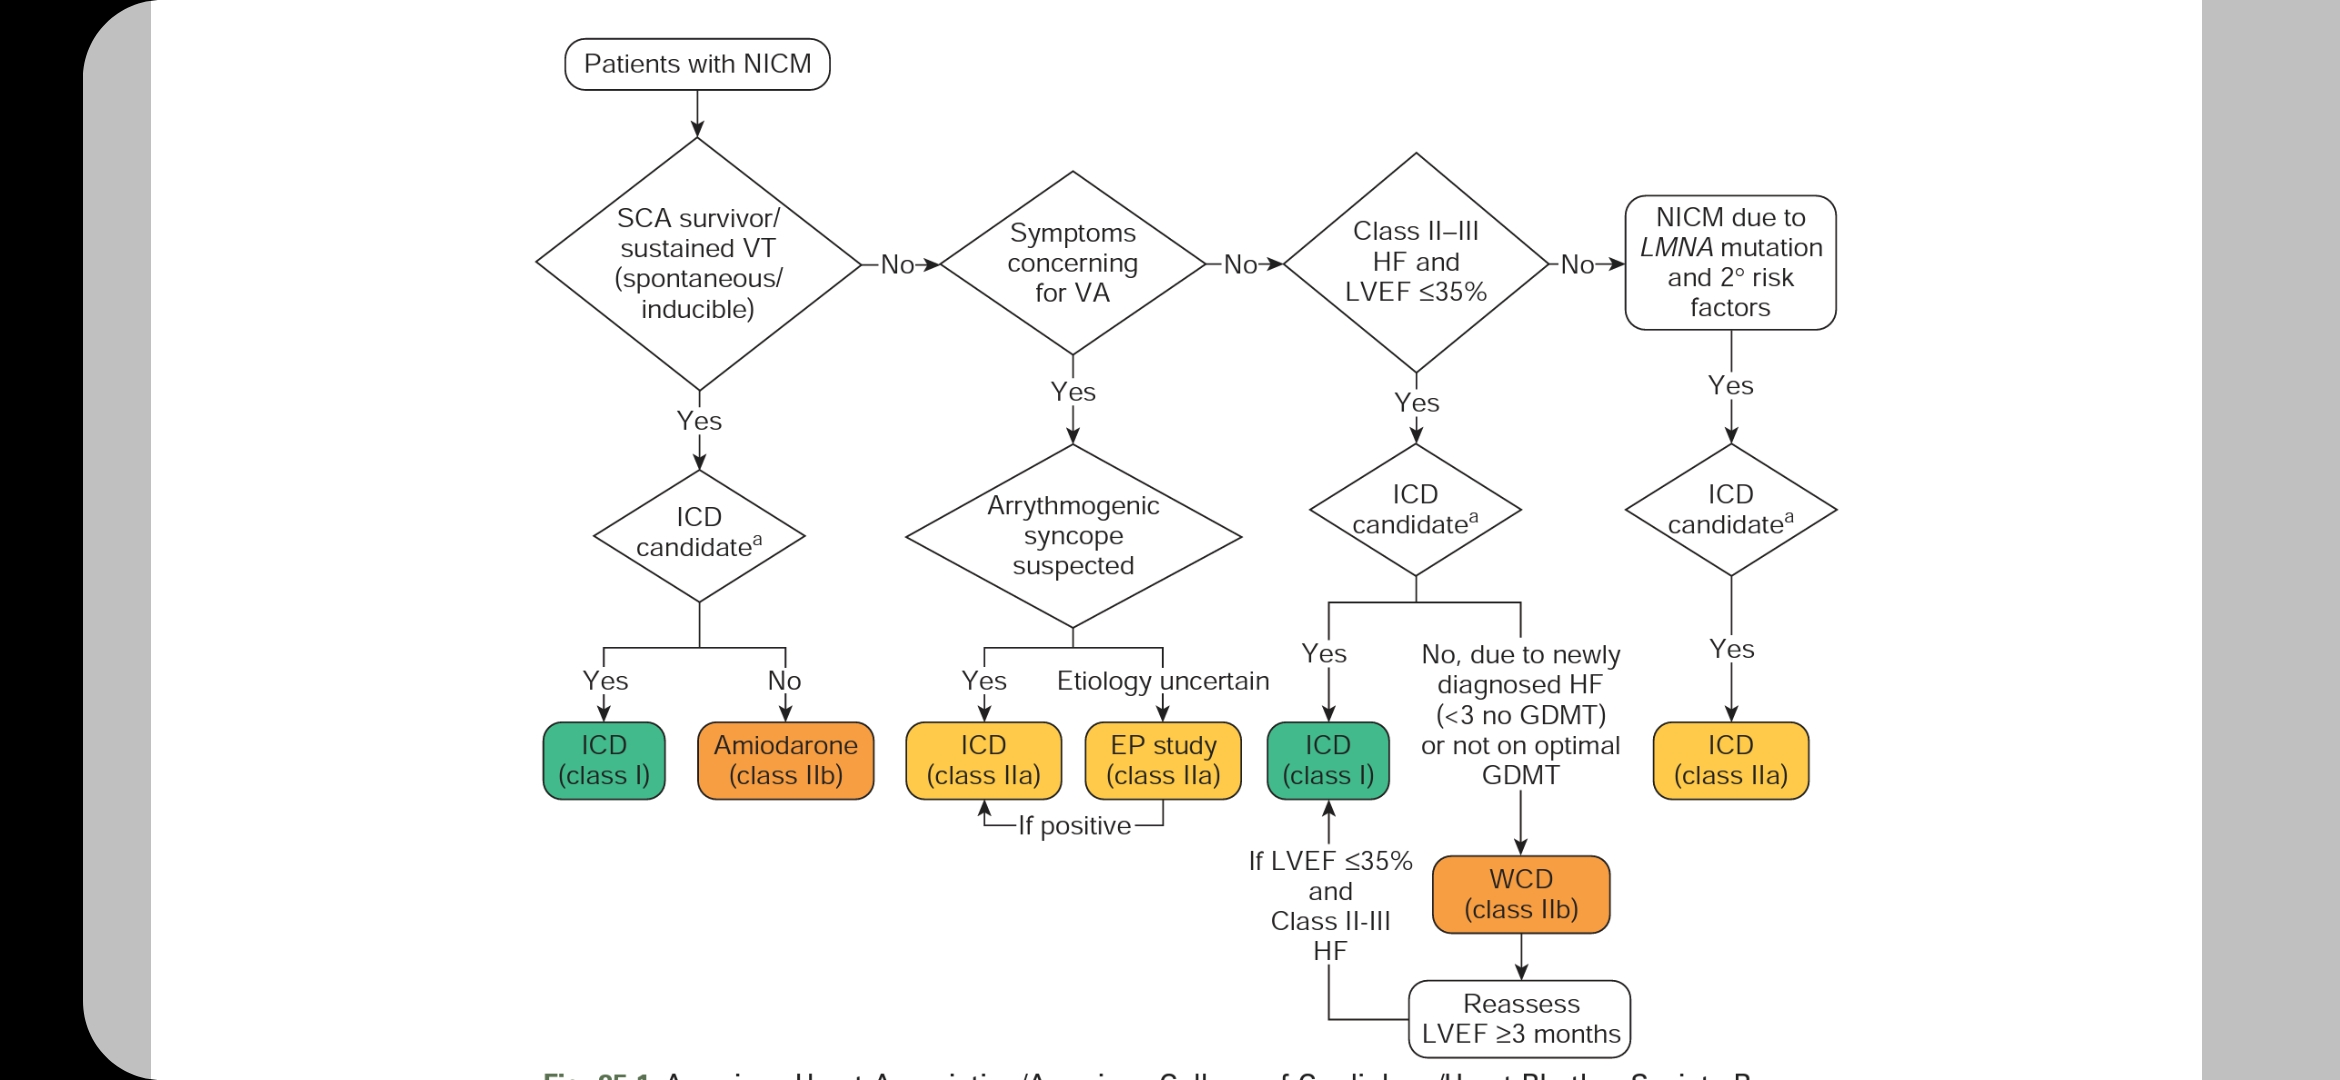 Patients with NICM
SCA survivor/
sustained VT
(spontaneous/
inducible)
No
Symptoms
concerning
for VA
No
Class II–III
HF and
LVEF ≤35%
No
NICM due to
LMNA mutation
and 2° risk
factors
Yes
Yes
Yes
Yes
ICD
candidateᵃ
Arrythmogenic
syncope
suspected
ICD
candidateᵃ
ICD
candidateᵃ
Yes
No
Yes
Etiology uncertain
Yes
No, due to newly
diagnosed HF
(<3 no GDMT)
or not on optimal
GDMT
Yes
ICD
(class I)
Amiodarone
(class IIb)
ICD
(class IIa)
EP study
(class IIa)
If positive
ICD
(class I)
ICD
(class IIa)
If LVEF ≤35%
and
Class II-III
HF
WCD
(class IIb)
Reassess
LVEF ≥3 months